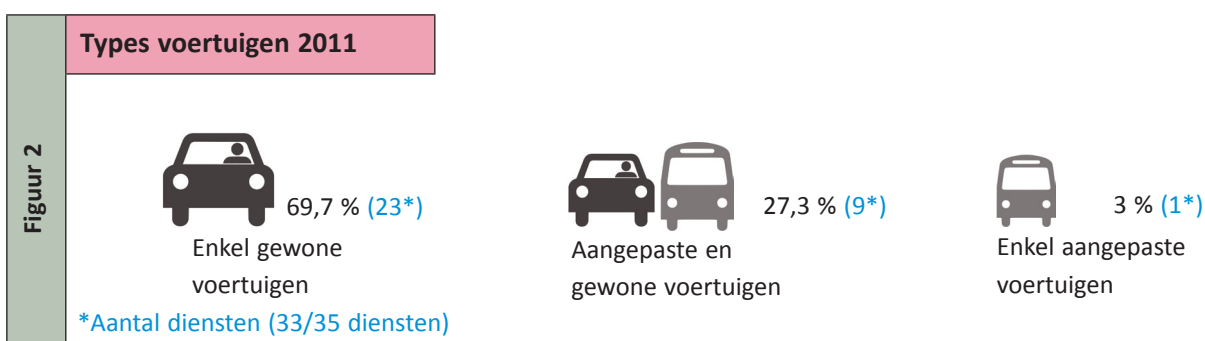 Figuur 2
Types voertuigen 2011
69,7 % (23*)
Enkel gewone
voertuigen
27,3 % (9*)
Aangepaste en
gewone voertuigen
3 % (1*)
Enkel aangepaste
voertuigen
*Aantal diensten (33/35 diensten)